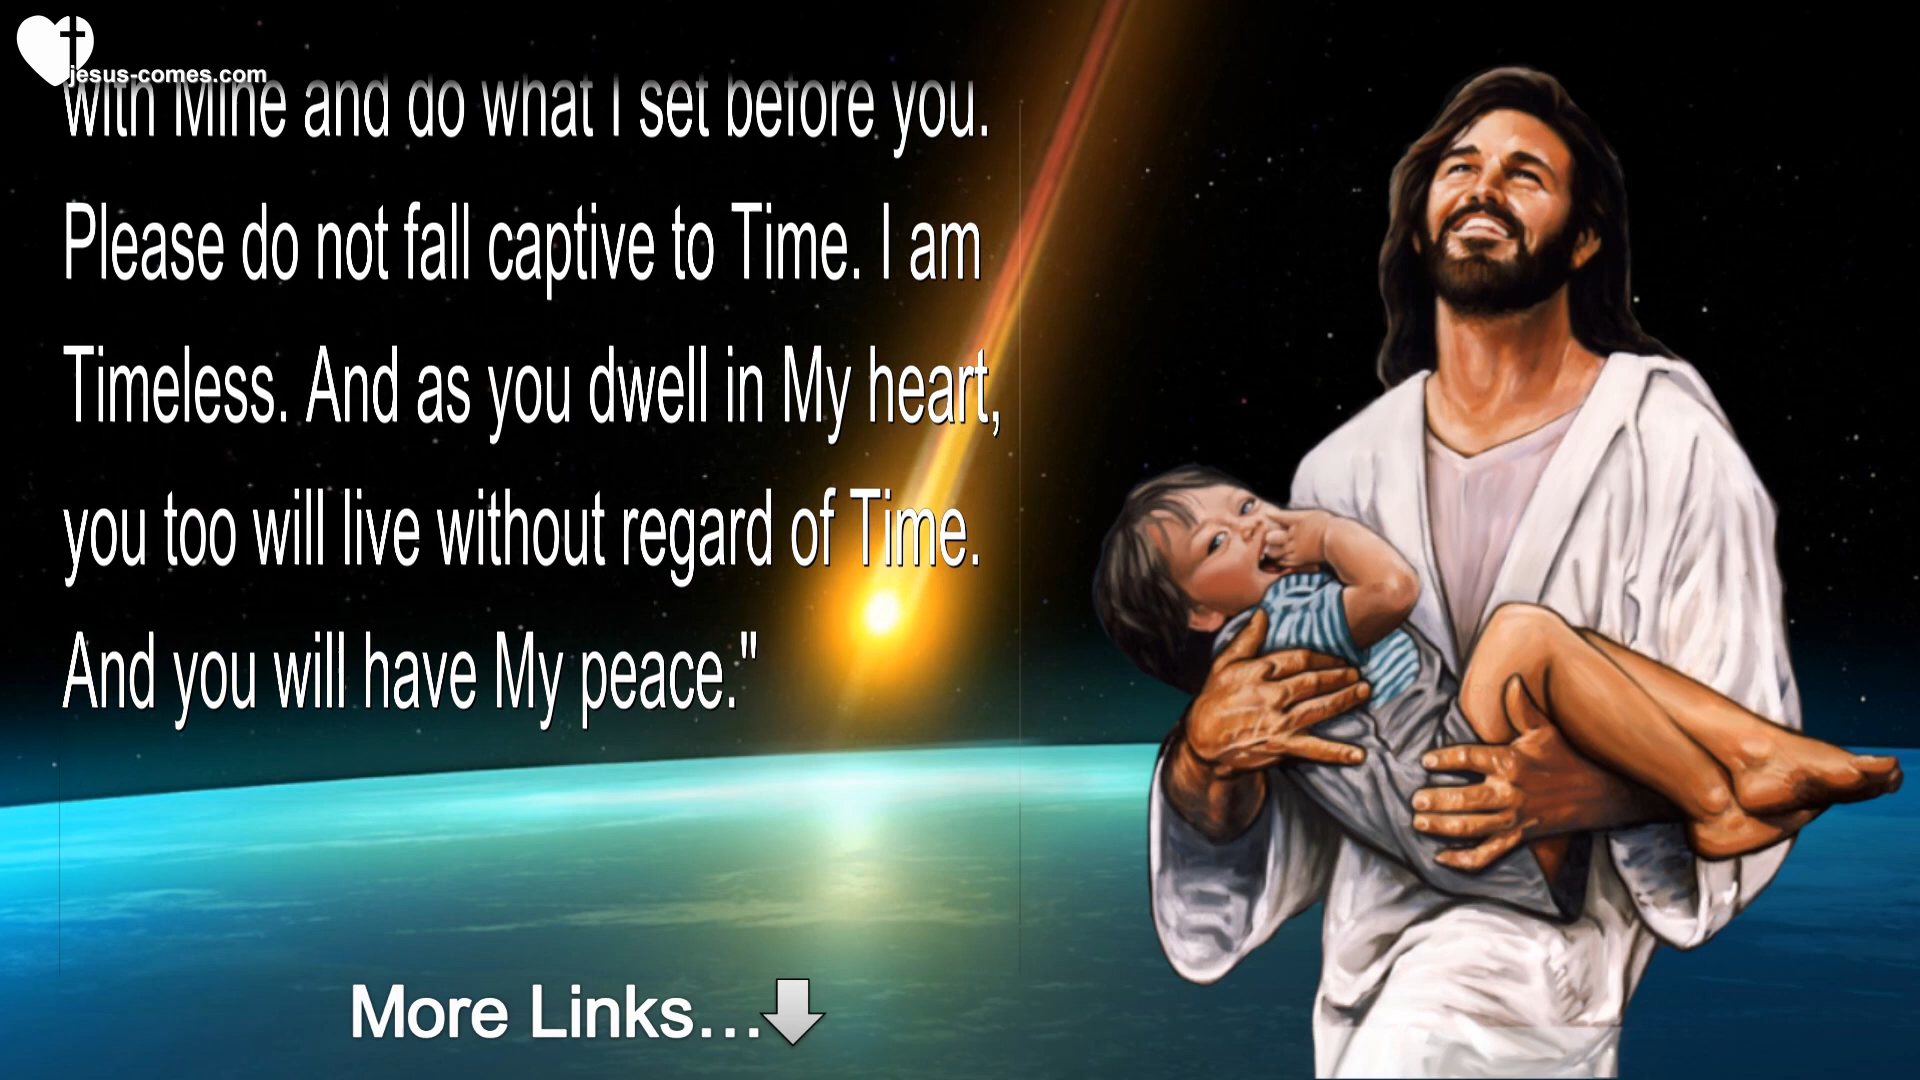 jesus-comes.com
with Mine and do what I set before you.
Please do not fall captive to Time. I am
Timeless. And as you dwell in My heart,
you too will live without regard of Time.
And you will have My peace."
More Links...